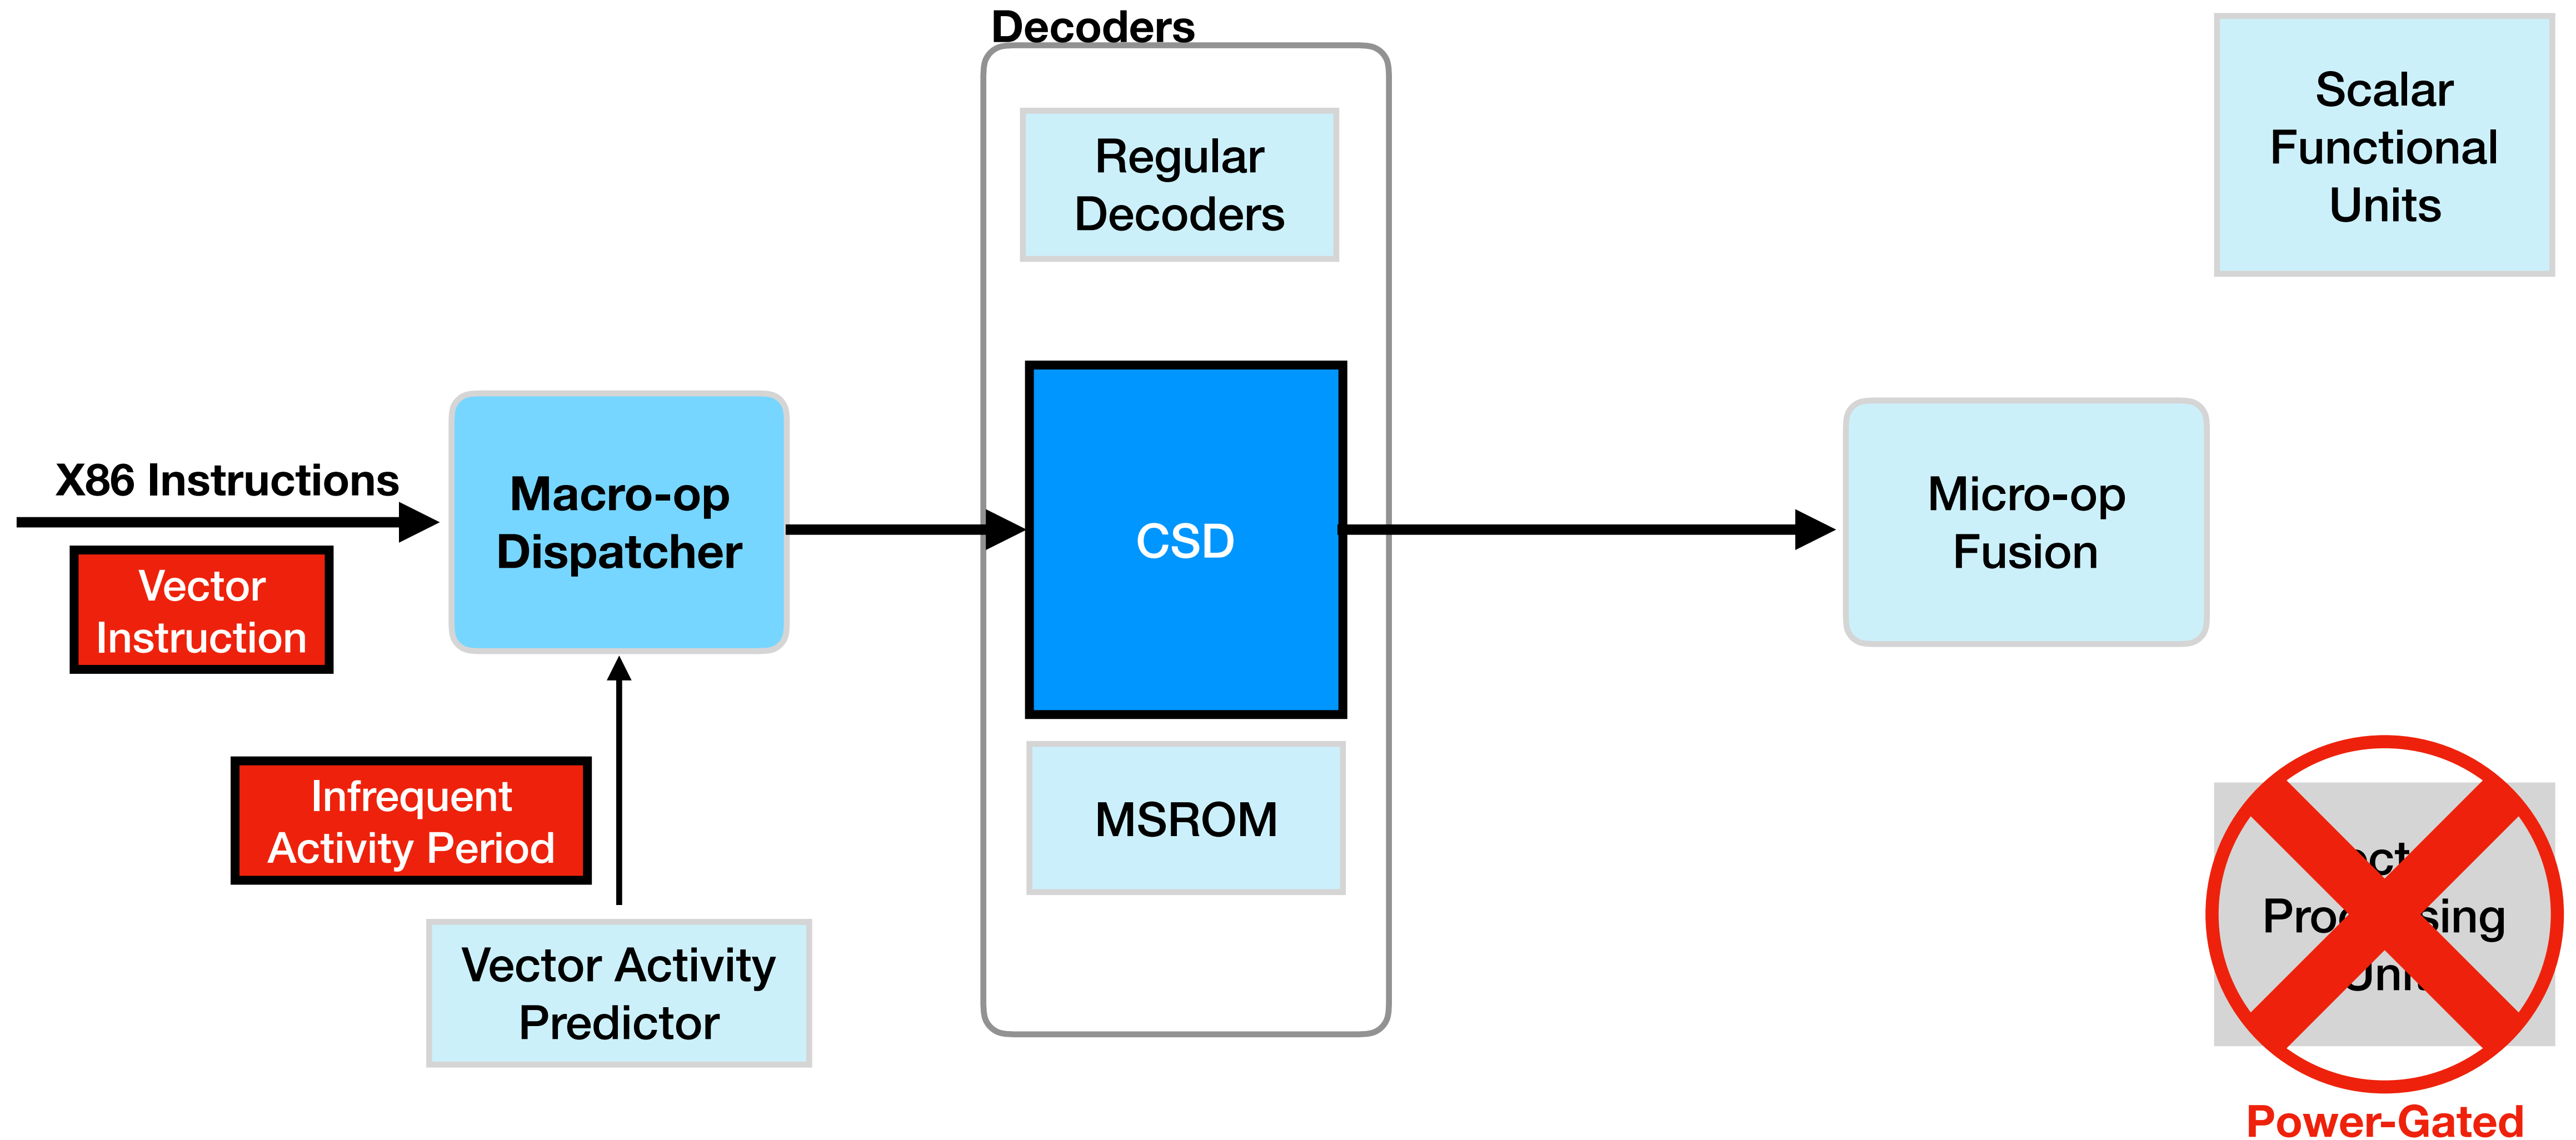 Decoders
Regular
Decoders
Scalar
Functional
Units
X86 Instructions
Vector
Instruction
Macro-op
Dispatcher
CSD
Micro-op
Fusion
Infrequent
Activity Period
MSROM
Vector Activity
Predictor
Power-Gated